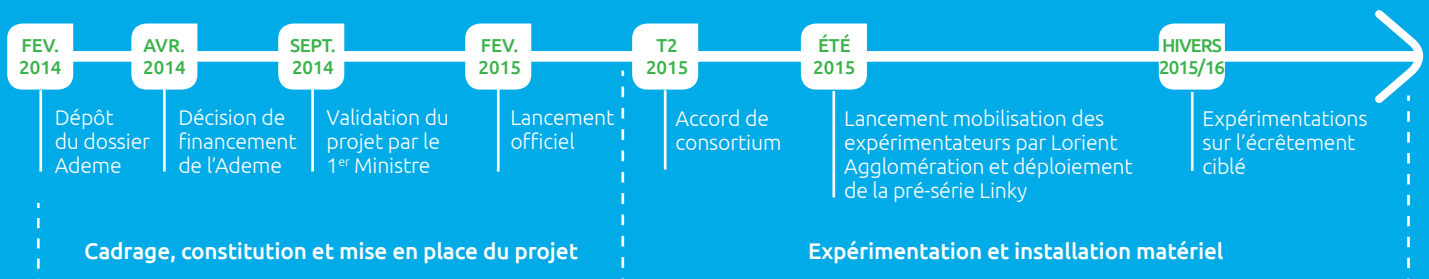 FEV.
2014
Dépôt
du dossier
Ademe
AVR.
2014
Décision de
financement
de l'Ademe
SEPT.
2014
Validation du
projet par le
1er Ministre
FEV.
2015
Lancement
officiel
T2
2015
Accord de
consortium
ÉTÉ
2015
Lancement mobilisation des
expérimentateurs par Lorient
Agglomération et déploiement
de la pré-série Linky
HIVERS
2015/16
Expérimentations
sur l'écrêtement
ciblé
Cadrage, constitution et mise en place du projet
Expérimentation et installation matériel